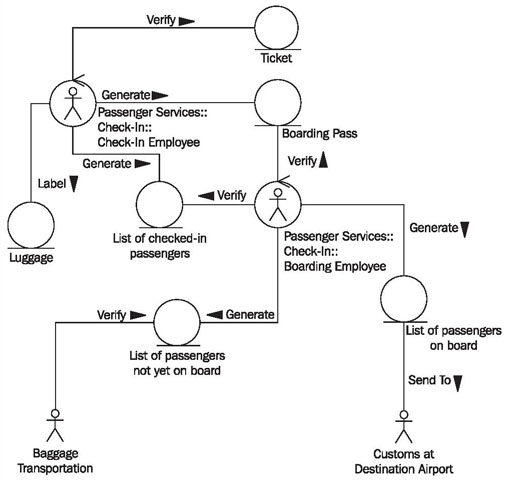 Verify
Ticket
Generate
Passenger Services::
Check-In::
Check-In Employee
Boarding Pass
Generate
Verify
Label
Verify
List of checked-in
passengers
Luggage
Passenger Services::
Check-In::
Boarding Employee
Generate
Verify
Generate
List of passengers
not yet on board
List of passengers
on board
Send To
Baggage
Transportation
Customs at
Destination Airport